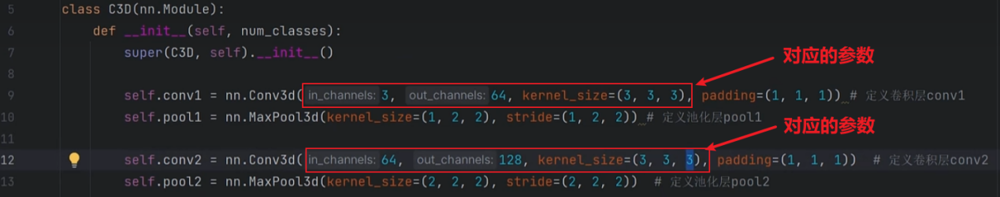 5 class C3D(nn.Module):
6 def __init__(self, num_classes):
7 super(C3D, self).__init__()
对应的参数
8
9 self.conv1 = nn.Conv3d( in_channels: 3, out_channels: 64, kernel_size=(3, 3, 3), padding=(1, 1, 1)) # 定义卷积层conv1
10 self.pool1 = nn.MaxPool3d(kernel_size=(1, 2, 2), stride=(1, 2, 2)) # 定义池化层pool1
对应的参数
11
12 self.conv2 = nn.Conv3d( in_channels: 64, out_channels: 128, kernel_size=(3, 3, 3), padding=(1, 1, 1)) # 定义卷积层conv2
13 self.pool2 = nn.MaxPool3d(kernel_size=(2, 2, 2), stride=(2, 2, 2)) # 定义池化层pool2